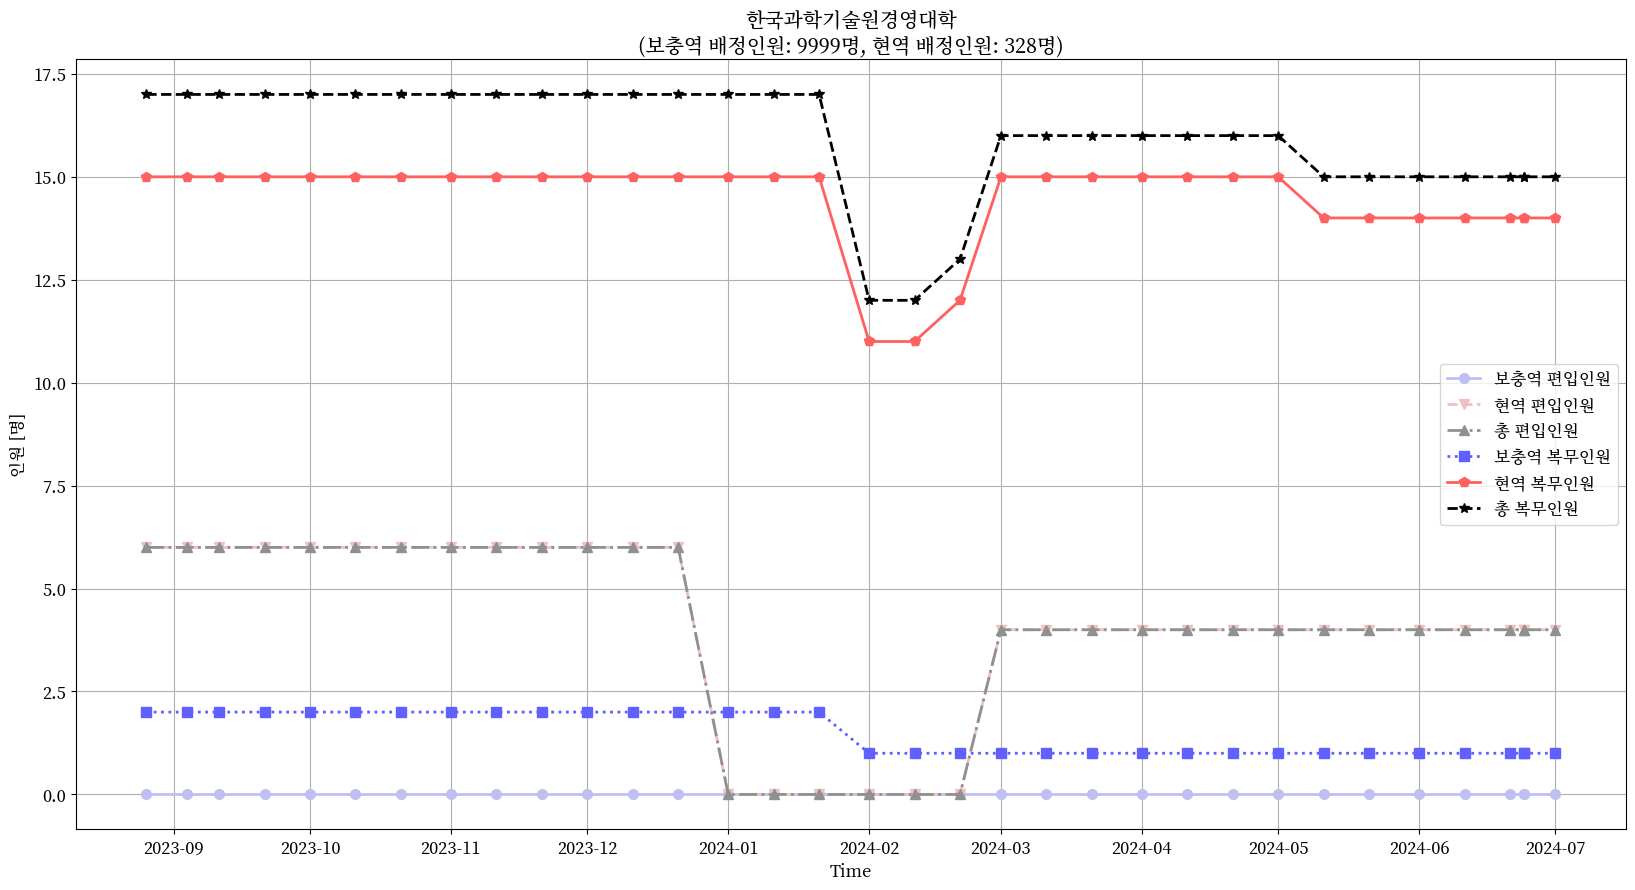 한국과학기술원경영대학
(보충역 배정인원: 9999명, 현역 배정인원: 328명)
17.5
15.0
12.5
10.0
7.5
5.0
2.5
0.0
인원 [명]
보충역 편입인원
현역 편입인원
총 편입인원
보충역 복무인원
현역 복무인원
총 복무인원
2023-09 2023-10 2023-11 2023-12 2024-01 2024-02 2024-03 2024-04 2024-05 2024-06 2024-07
Time